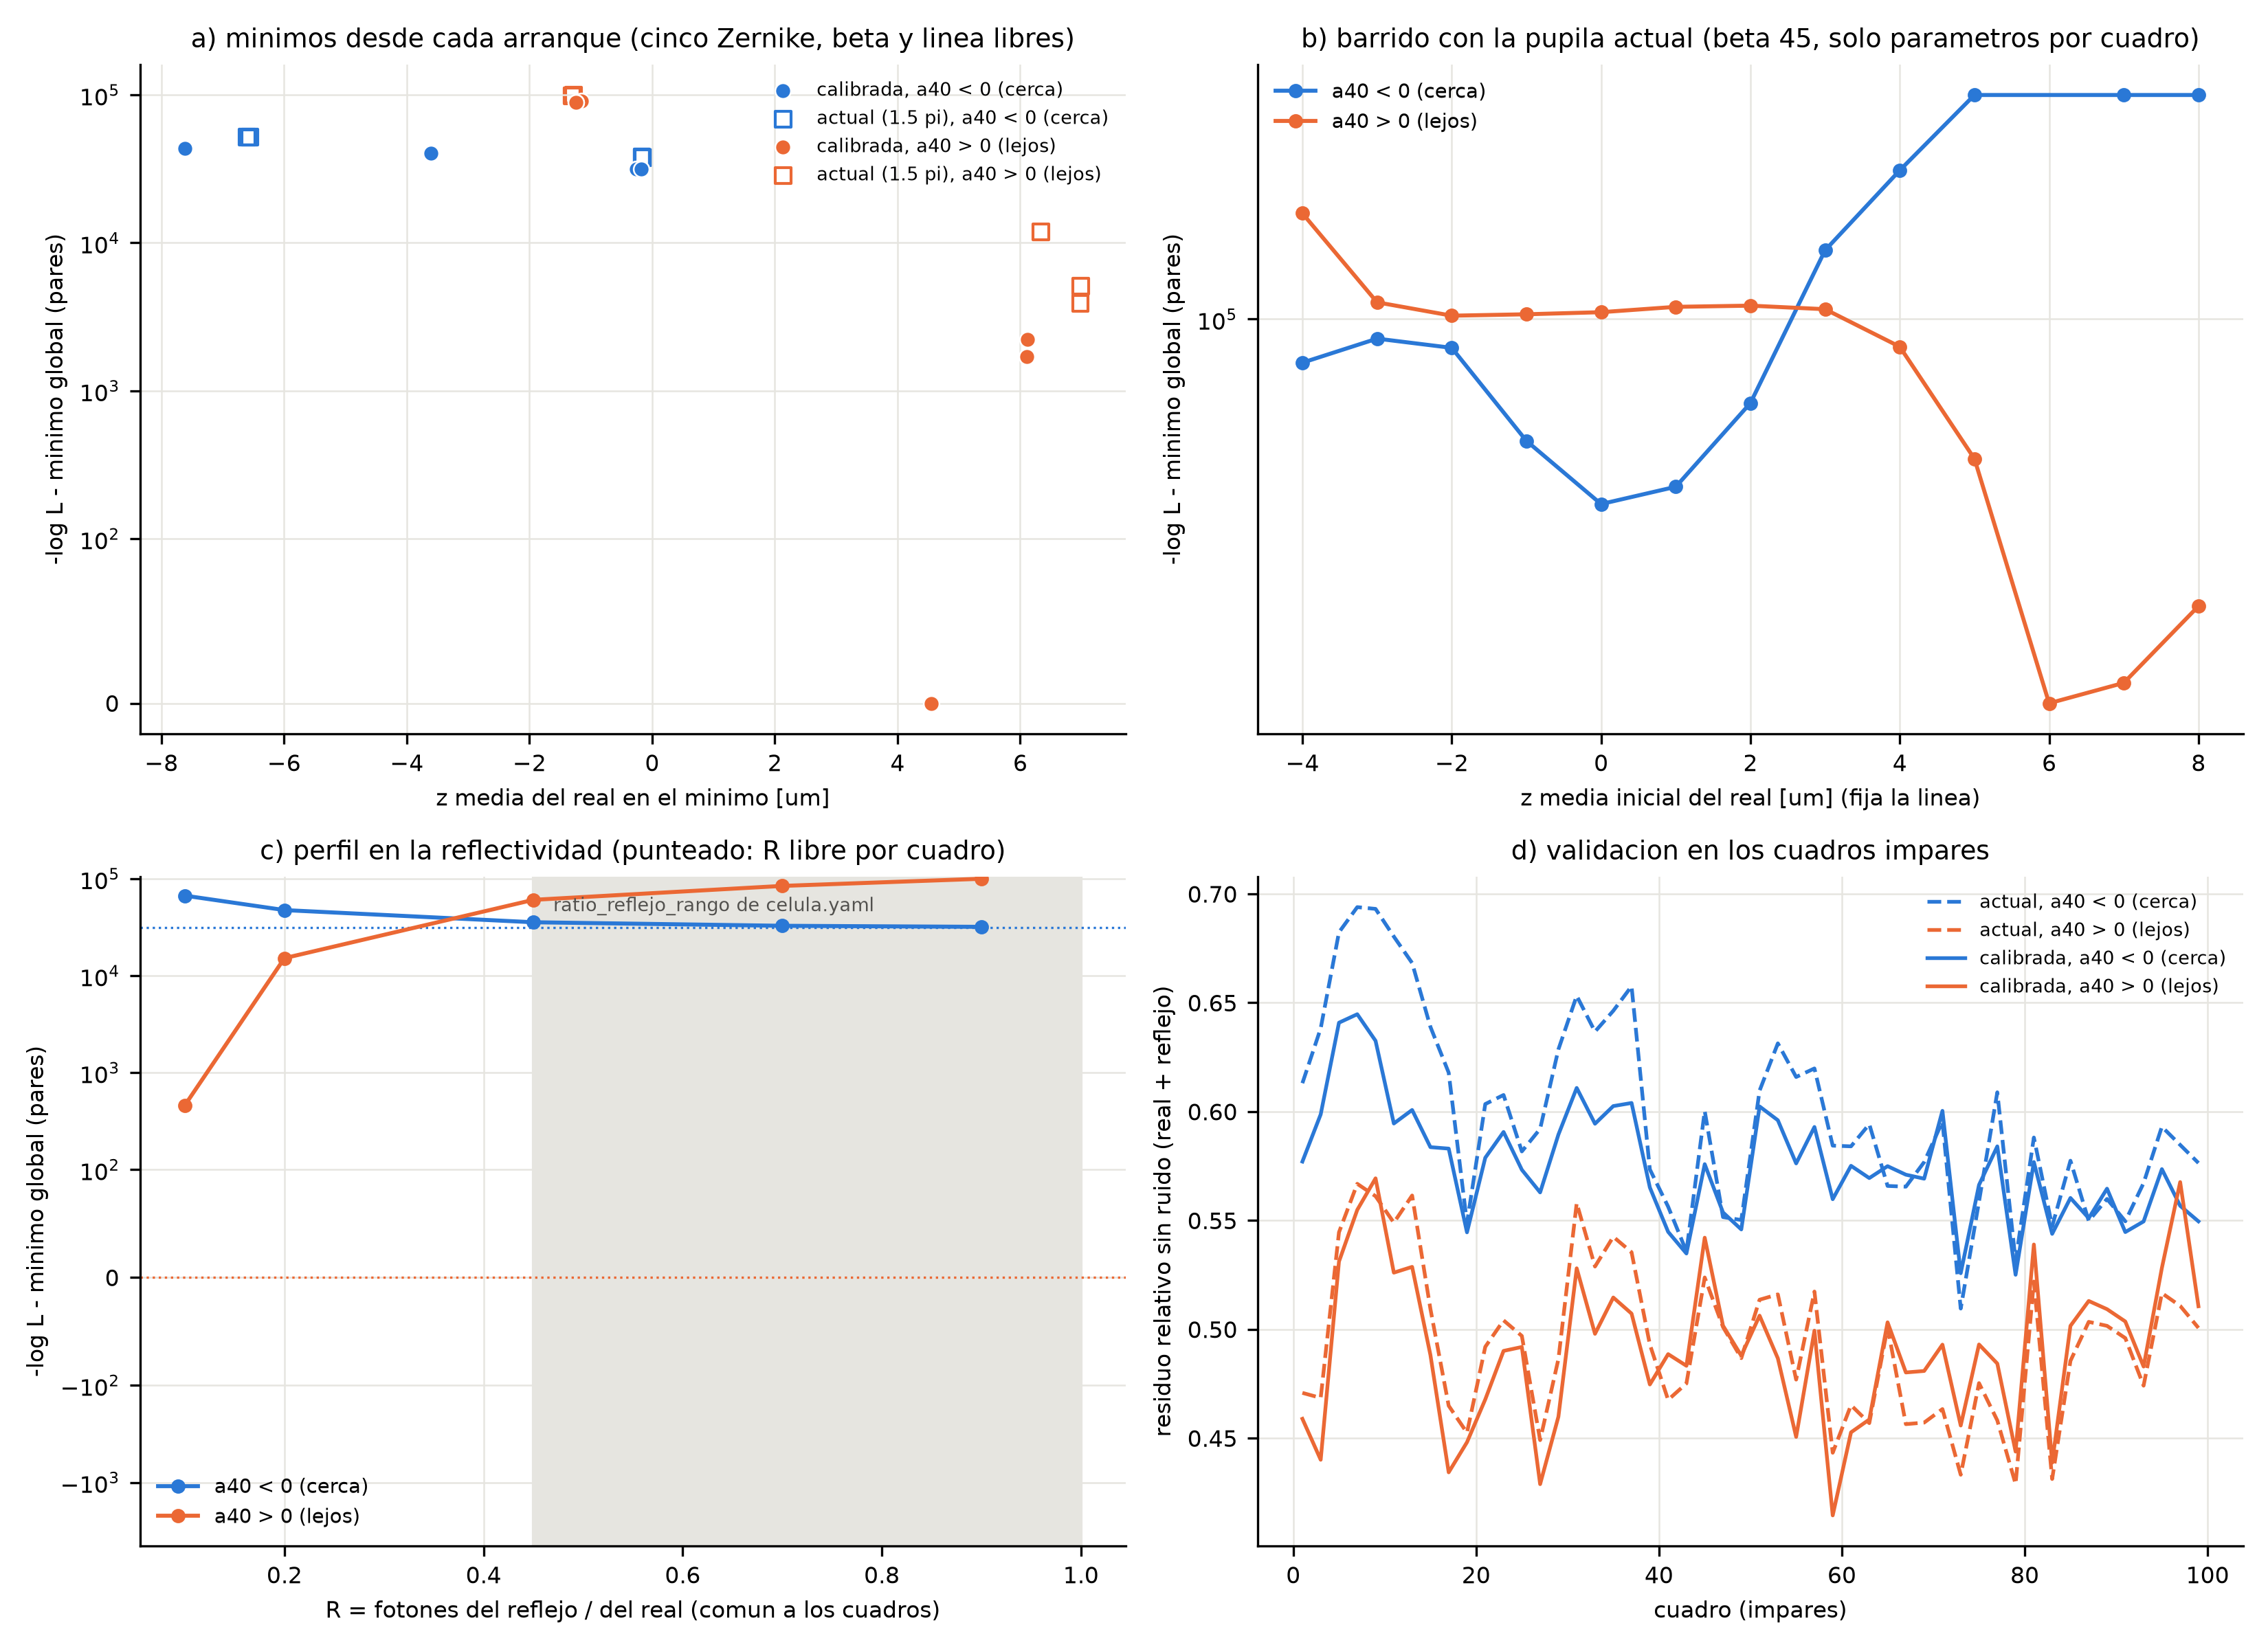 a) minimos desde cada arranque (cinco Zernike, beta y linea libres)
-log L - minimo global (pares)
10^5
10^4
10^3
10^2
0
calibrada, a40 < 0 (cerca)
actual (1.5 pi), a40 < 0 (cerca)
calibrada, a40 > 0 (lejos)
actual (1.5 pi), a40 > 0 (lejos)
−8 −6 −4 −2 0 2 4 6
z media del real en el minimo [um]
b) barrido con la pupila actual (beta 45, solo parametros por cuadro)
-log L - minimo global (pares)
10^5
a40 < 0 (cerca)
a40 > 0 (lejos)
−4 −2 0 2 4 6 8
z media inicial del real [um] (fija la linea)
c) perfil en la reflectividad (punteado: R libre por cuadro)
-log L - minimo global (pares)
10^5
10^4
10^3
10^2
0
−10^2
−10^3
ratio_reflejo_rango de celula.yaml
a40 < 0 (cerca)
a40 > 0 (lejos)
0.2 0.4 0.6 0.8 1.0
R = fotones del reflejo / del real (comun a los cuadros)
d) validacion en los cuadros impares
residuo relativo sin ruido (real + reflejo)
0.70
0.65
0.60
0.55
0.50
0.45
actual, a40 < 0 (cerca)
actual, a40 > 0 (lejos)
calibrada, a40 < 0 (cerca)
calibrada, a40 > 0 (lejos)
0 20 40 60 80 100
cuadro (impares)